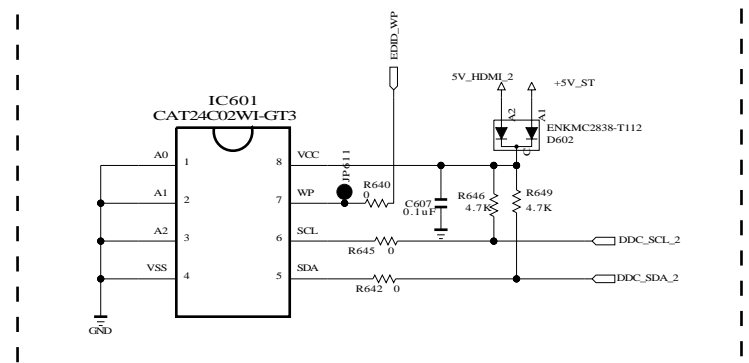 EDID_WP
5V_HDMI_2
+5V_ST
A2
A1
ENKMC2838-T112
D602
C
IC601
CAT24C02WI-GT3
A0 1 8 VCC
JP611
R640
0
A1 2 7 WP
C607
0.1uF
R646
4.7K
R649
4.7K
A2 3 6 SCL
R645 0
DDC_SCL_2
VSS 4 5 SDA
R642 0
DDC_SDA_2
GND